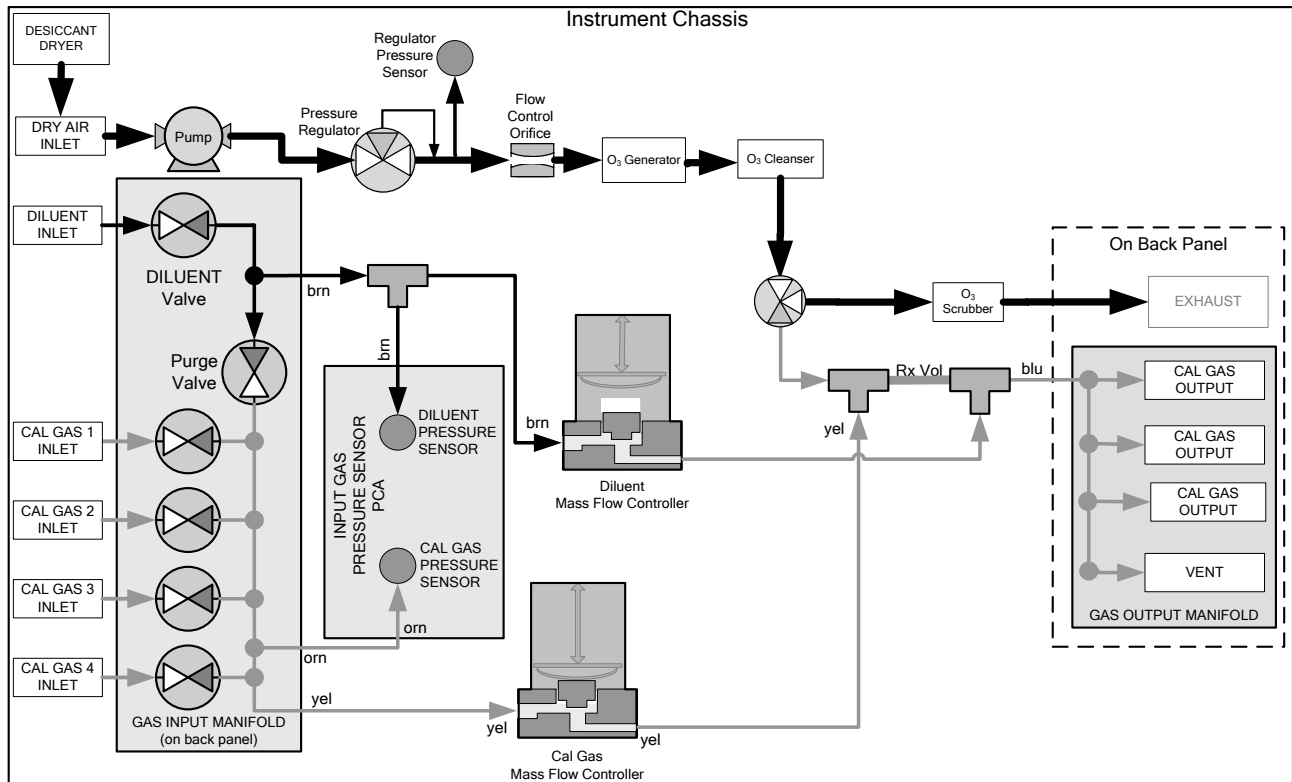 Instrument Chassis
DESICCANT
DRYER
DRY AIR
INLET
Pump
Pressure
Regulator
Regulator
Pressure
Sensor
Flow
Control
Orifice
O₃ Generator
O₃ Cleanser
DILUENT
INLET
DILUENT
Valve
Purge
Valve
CAL GAS 1
INLET
CAL GAS 2
INLET
CAL GAS 3
INLET
CAL GAS 4
INLET
GAS INPUT MANIFOLD
(on back panel)
brn
brn
INPUT GAS
PRESSURE SENSOR
PCA
DILUENT
PRESSURE
SENSOR
CAL GAS
PRESSURE
SENSOR
orn
orn
yel
brn
Diluent
Mass Flow Controller
yel
yel
Cal Gas
Mass Flow Controller
Rx Vol
yel
blu
O₃
Scrubber
On Back Panel
EXHAUST
CAL GAS
OUTPUT
CAL GAS
OUTPUT
CAL GAS
OUTPUT
VENT
GAS OUTPUT MANIFOLD